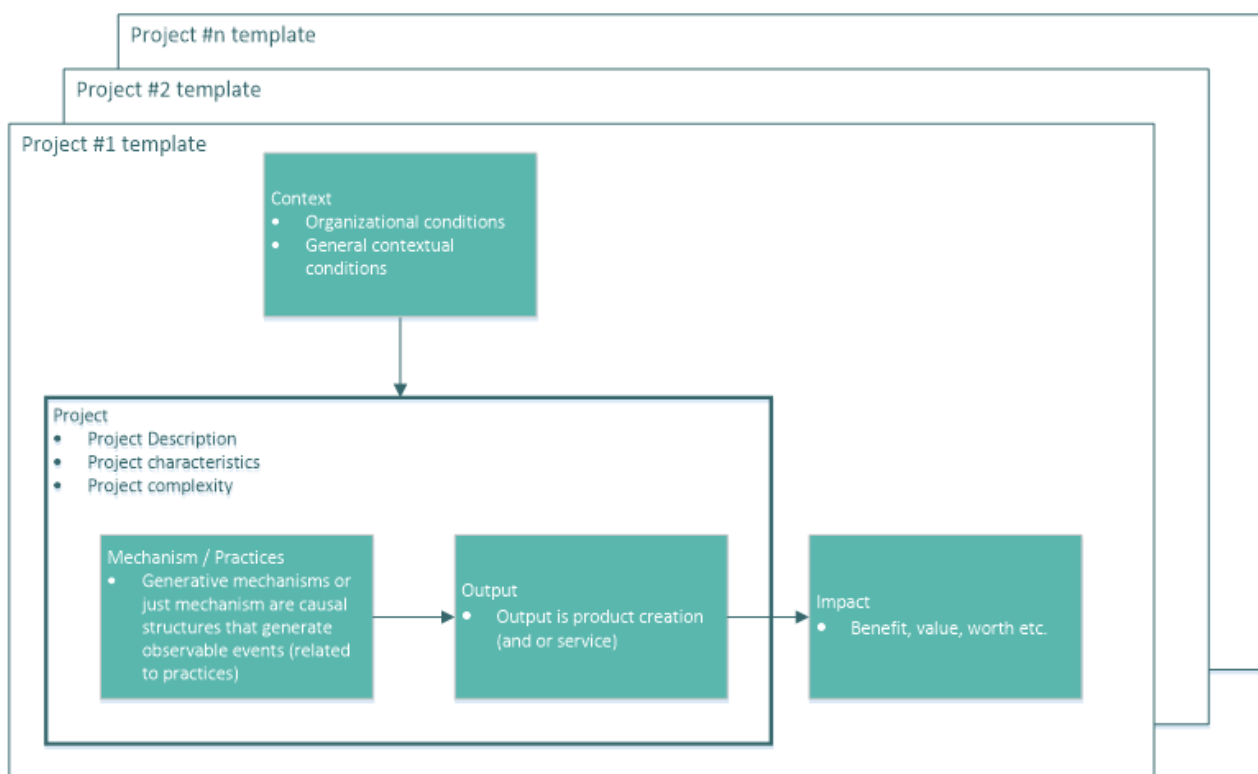 Project #n template
Project #2 template
Project #1 template
Context
• Organizational conditions
• General contextual
conditions
Project
• Project Description
• Project characteristics
• Project complexity
Mechanism / Practices
• Generative mechanisms or
just mechanism are causal
structures that generate
observable events (related
to practices)
Output
• Output is product creation
(and or service)
Impact
• Benefit, value, worth etc.